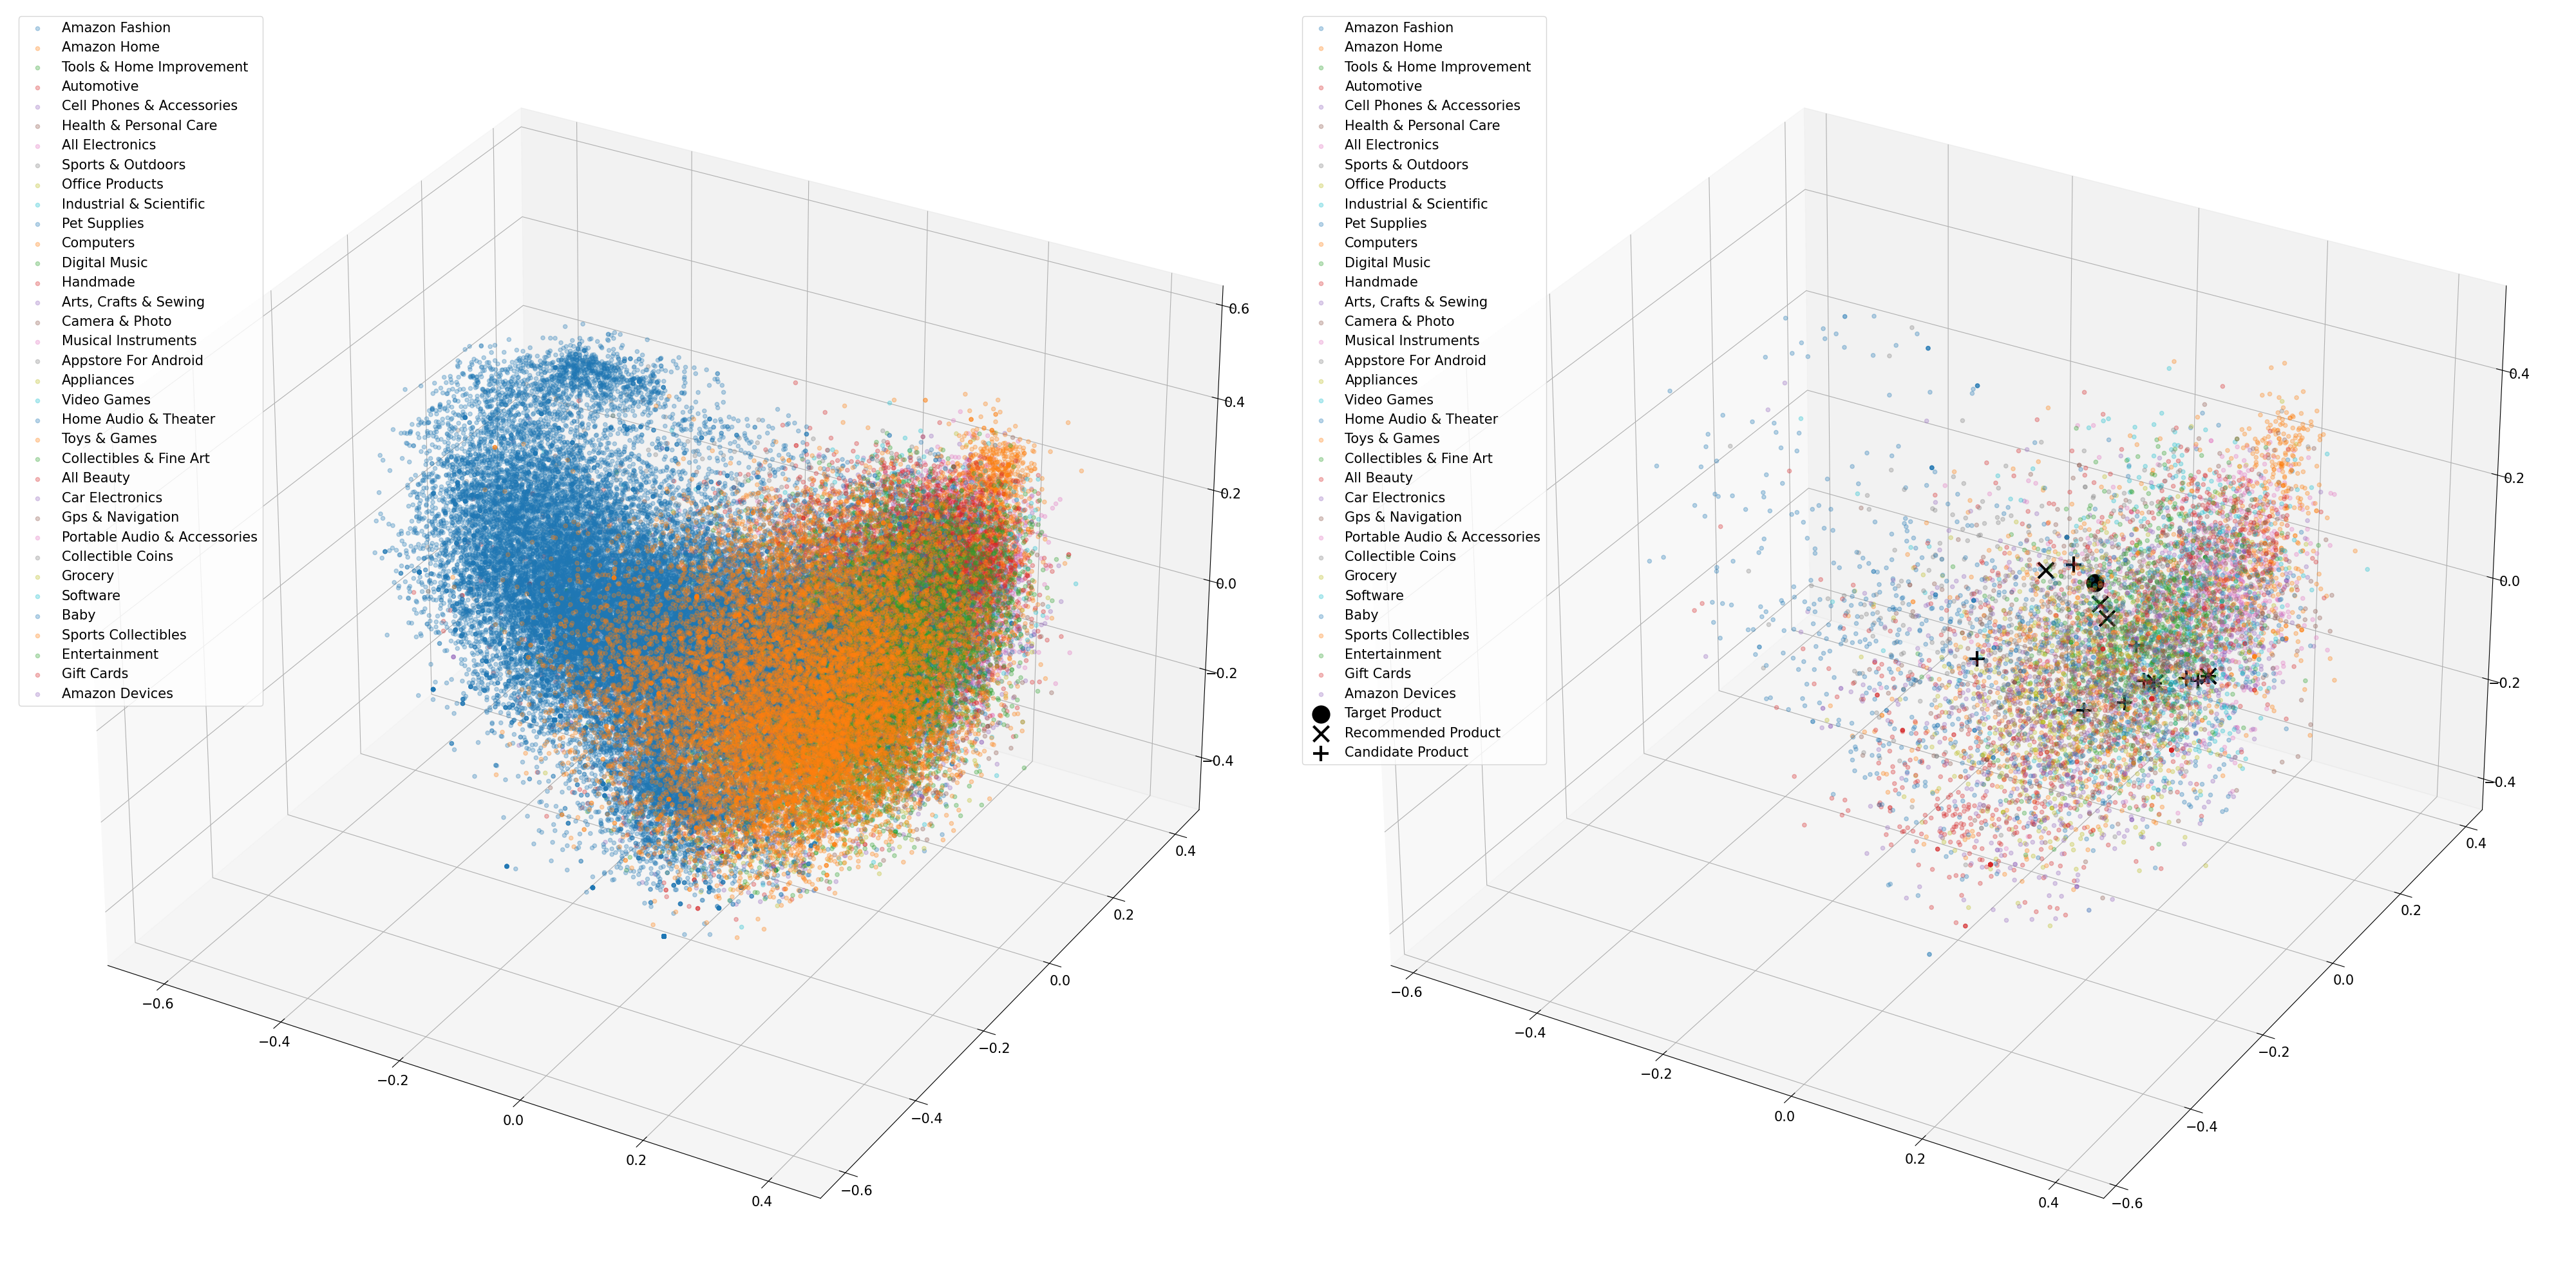 Amazon Fashion
Amazon Home
Tools & Home Improvement
Automotive
Cell Phones & Accessories
Health & Personal Care
All Electronics
Sports & Outdoors
Office Products
Industrial & Scientific
Pet Supplies
Computers
Digital Music
Handmade
Arts, Crafts & Sewing
Camera & Photo
Musical Instruments
Appstore For Android
Appliances
Video Games
Home Audio & Theater
Toys & Games
Collectibles & Fine Art
All Beauty
Car Electronics
Gps & Navigation
Portable Audio & Accessories
Collectible Coins
Grocery
Software
Baby
Sports Collectibles
Entertainment
Gift Cards
Amazon Devices
0.6
0.4
0.2
0.0
−0.2
−0.4
0.4
0.2
0.0
−0.2
−0.4
−0.6
−0.6
−0.4
−0.2
0.0
0.2
0.4
Amazon Fashion
Amazon Home
Tools & Home Improvement
Automotive
Cell Phones & Accessories
Health & Personal Care
All Electronics
Sports & Outdoors
Office Products
Industrial & Scientific
Pet Supplies
Computers
Digital Music
Handmade
Arts, Crafts & Sewing
Camera & Photo
Musical Instruments
Appstore For Android
Appliances
Video Games
Home Audio & Theater
Toys & Games
Collectibles & Fine Art
All Beauty
Car Electronics
Gps & Navigation
Portable Audio & Accessories
Collectible Coins
Grocery
Software
Baby
Sports Collectibles
Entertainment
Gift Cards
Amazon Devices
Target Product
Recommended Product
Candidate Product
0.4
0.2
0.0
−0.2
−0.4
0.4
0.2
0.0
−0.2
−0.4
−0.6
−0.6
−0.4
−0.2
0.0
0.2
0.4